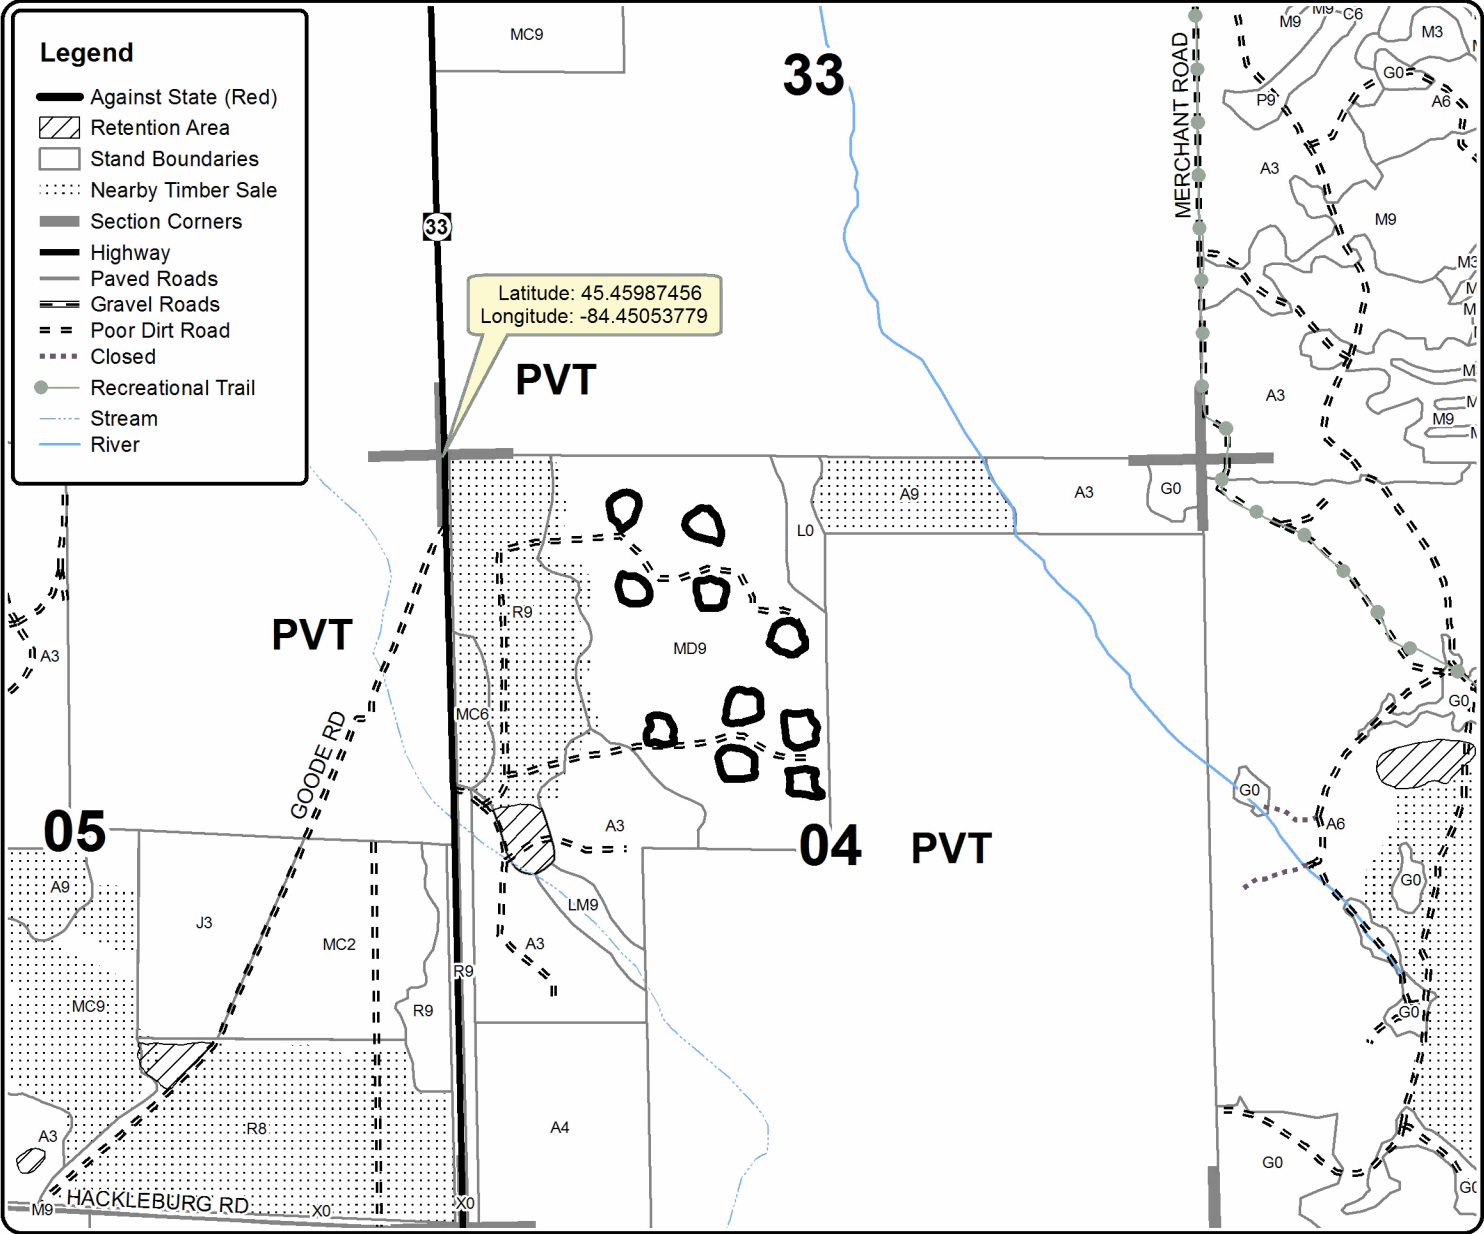 Legend
Against State (Red)
Retention Area
Stand Boundaries
Nearby Timber Sale
Section Corners
Highway
Paved Roads
Gravel Roads
Poor Dirt Road
Closed
Recreational Trail
Stream
River
MC9
33
MERCHANT ROAD
M9
M9
C6
M3
G0
A6
P9
A3
M9
33
M3
Latitude: 45.45987456
Longitude: -84.45053779
PVT
A3
M9
A9
A3
G0
L0
R9
PVT
A3
MD9
MC6
G0
GOODE RD
G0
05
A3
04
PVT
A6
A9
G0
J3
MC2
LM9
A3
R9
MC9
R9
G0
R8
A4
A3
G0
HACKLEBURG RD
M9
X0
X0